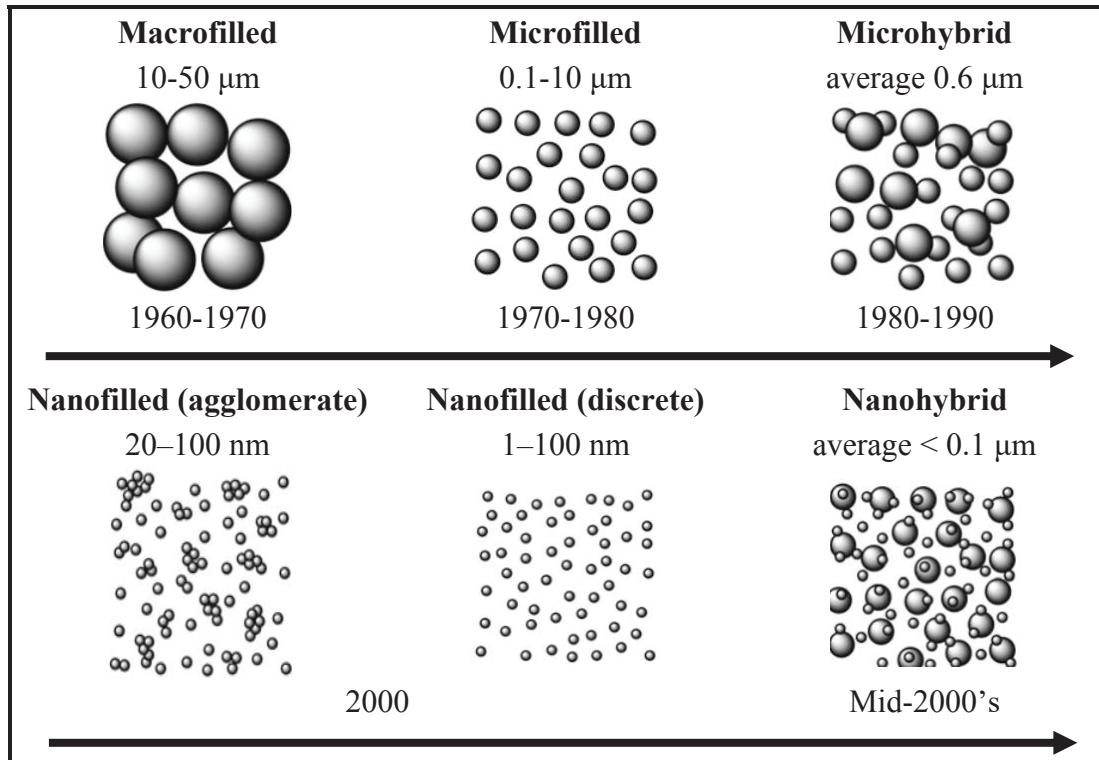 Macrofilled Microfilled Microhybrid
10-50 μm 0.1-10 μm average 0.6 μm
1960-1970 1970-1980 1980-1990
Nanofilled (agglomerate) Nanofilled (discrete) Nanohybrid
20–100 nm 1–100 nm average < 0.1 μm
2000 Mid-2000’s